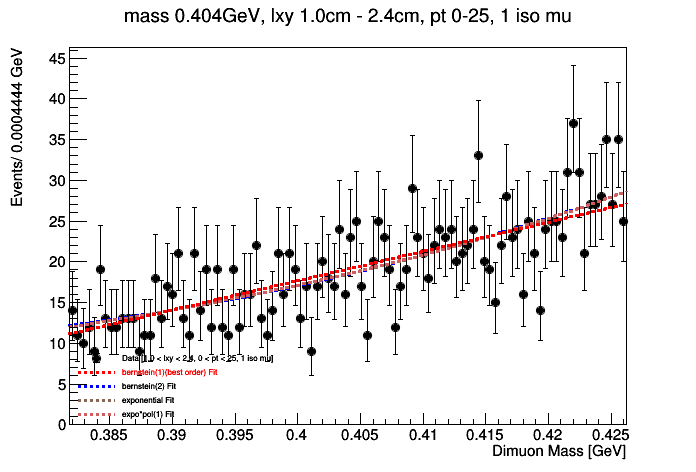 mass 0.404GeV, lxy 1.0cm - 2.4cm, pt 0-25, 1 iso mu
Events/ 0.0004444 GeV
45
40
35
30
25
20
15
10
5
0
Data[1.0 < lxy < 2.4, 0 < pt < 25, 1 iso mu]
bernstein(1)(best order) Fit
bernstein(2) Fit
exponential Fit
expo*pol(1) Fit
0.385
0.39
0.395
0.4
0.405
0.41
0.415
0.42
0.425
Dimuon Mass [GeV]